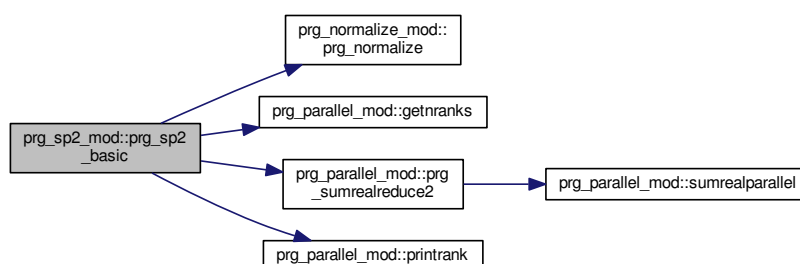 prg_normalize_mod::
prg_normalize
prg_parallel_mod::getnranks
prg_sp2_mod::prg_sp2
_basic
prg_parallel_mod::prg
_sumrealreduce2
prg_parallel_mod::sumrealparallel
prg_parallel_mod::printrank